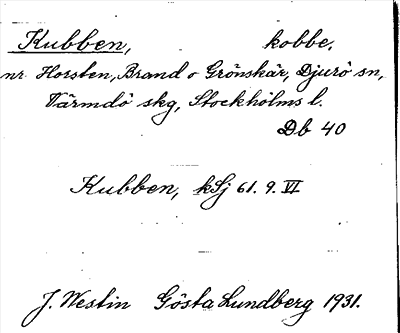 Kubben, kobbe,
nr Horsten, Brand o Grönskär, Djurö sn,
Värmdö skg, Stockholms l.
Db 40
Kubben, kSj 61. 9. VI
J. Westin Gösta Lundberg 1931.